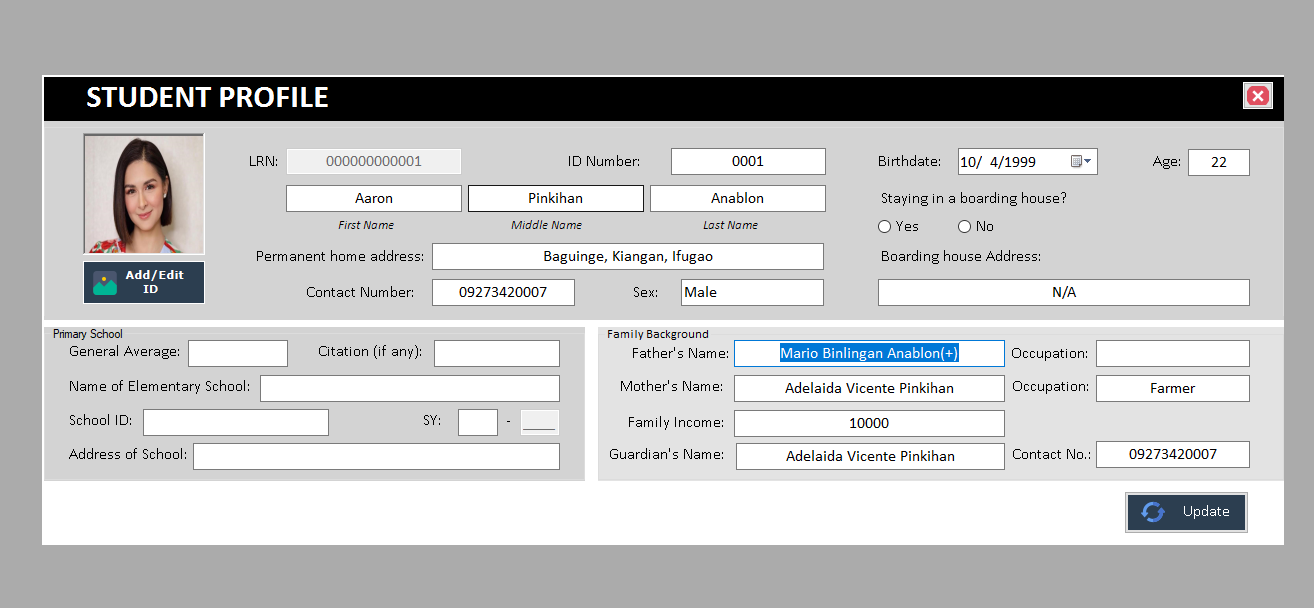 STUDENT PROFILE
LRN: 000000000001 ID Number: 0001 Birthdate: 10/ 4/1999 Age: 22
Aaron Pinkihan Anablon Staying in a boarding house?
First Name Middle Name Last Name Yes No
Permanent home address: Baguinge, Kiangan, Ifugao Boarding house Address:
Add/Edit
ID
Contact Number: 09273420007 Sex: Male N/A
Primary School
General Average: Citation (if any):
Name of Elementary School:
School ID: SY: - ____
Address of School:
Family Background
Father's Name: Mario Binlingan Anablon(+) Occupation:
Mother's Name: Adelaida Vicente Pinkihan Occupation: Farmer
Family Income: 10000
Guardian's Name: Adelaida Vicente Pinkihan Contact No.: 09273420007
Update